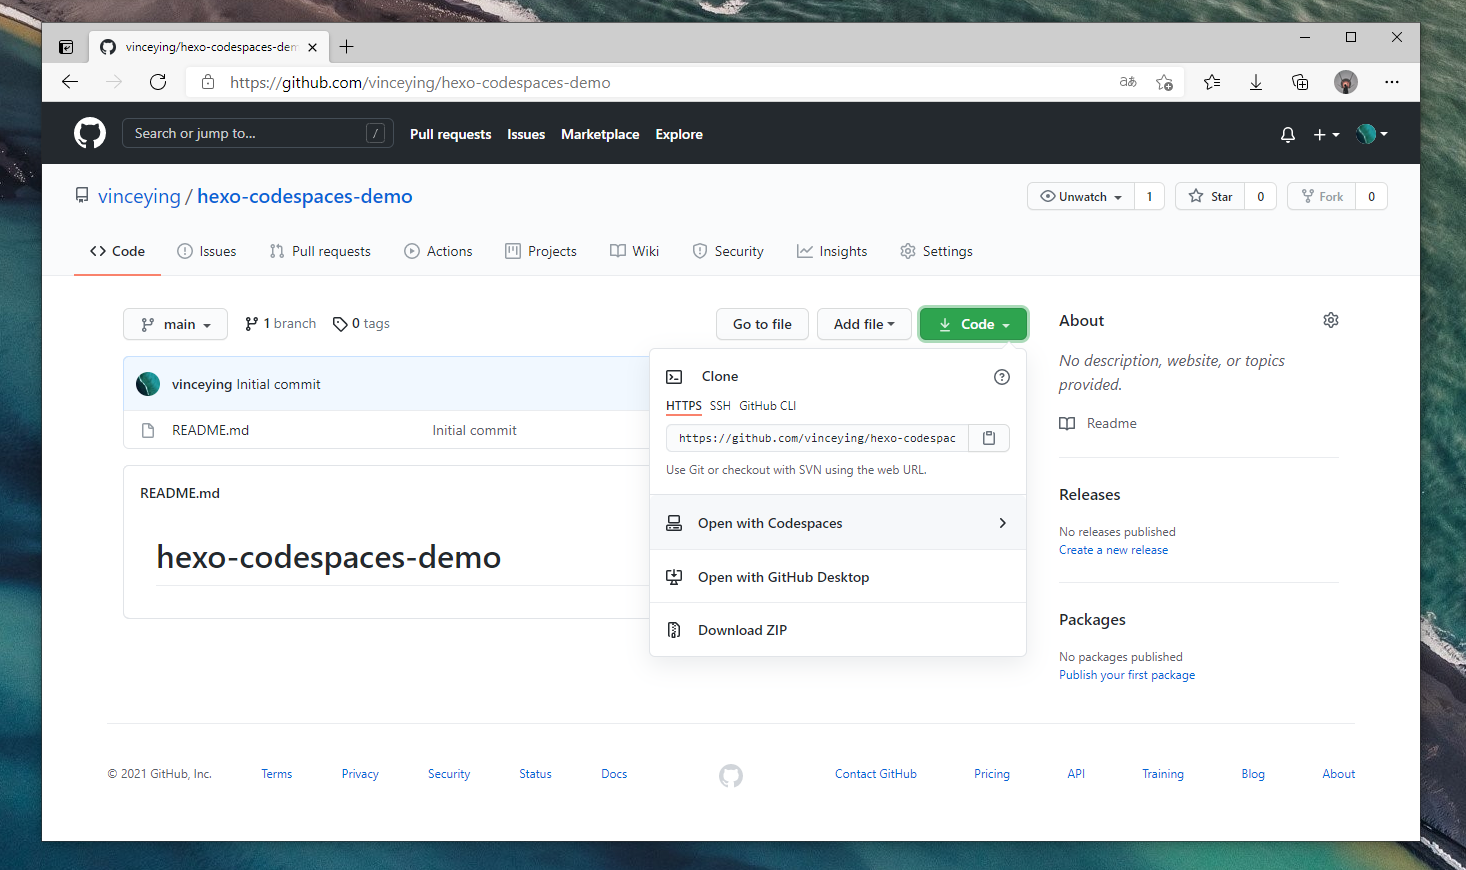 vinceying/hexo-codespaces-dem
https://github.com/vinceying/hexo-codespaces-demo
Search or jump to... /
Pull requests Issues Marketplace Explore
vinceying / hexo-codespaces-demo
Unwatch 1 Star 0 Fork 0
Code Issues Pull requests Actions Projects Wiki Security Insights Settings
main 1 branch 0 tags
Go to file Add file Code
vinceying Initial commit
README.md Initial commit
README.md
hexo-codespaces-demo
Clone
HTTPS SSH GitHub CLI
https://github.com/vinceying/hexo-codespac
Use Git or checkout with SVN using the web URL.
Open with Codespaces
Open with GitHub Desktop
Download ZIP
About
No description, website, or topics
provided.
Readme
Releases
No releases published
Create a new release
Packages
No packages published
Publish your first package
© 2021 GitHub, Inc. Terms Privacy Security Status Docs Contact GitHub Pricing API Training Blog About